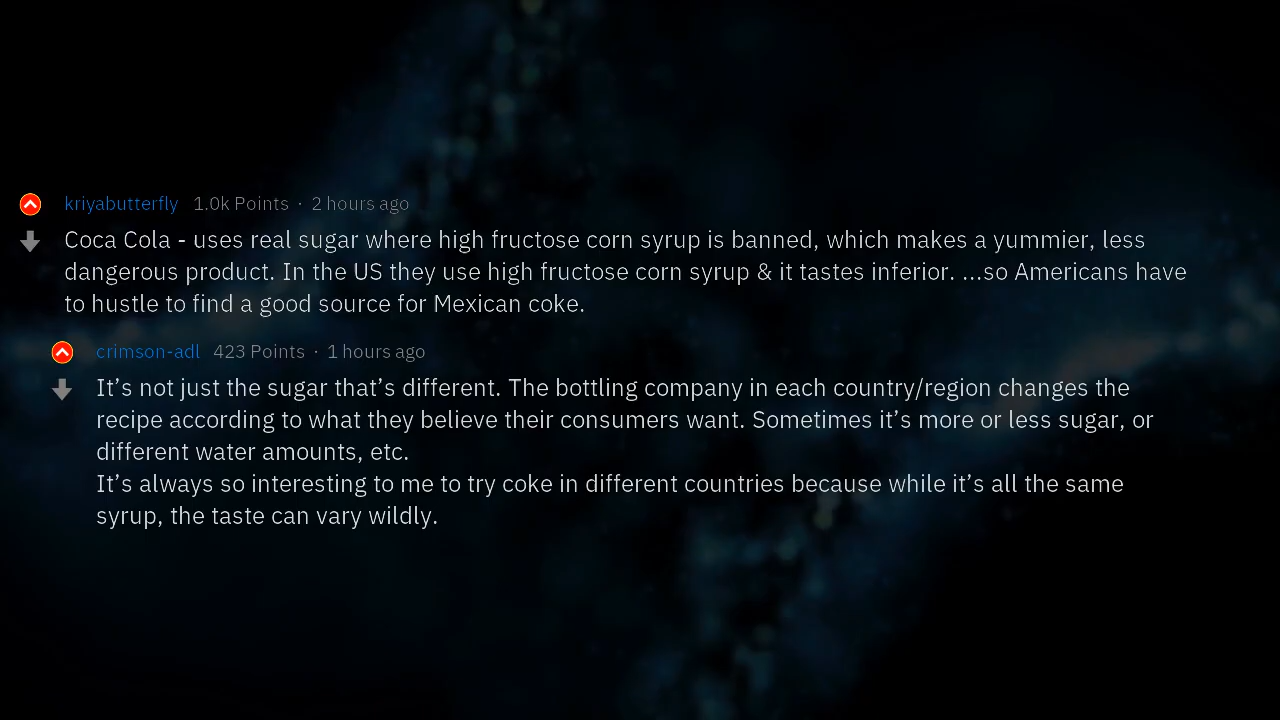 kriyabutterfly 1.0k Points · 2 hours ago
Coca Cola - uses real sugar where high fructose corn syrup is banned, which makes a yummier, less
dangerous product. In the US they use high fructose corn syrup & it tastes inferior. ...so Americans have
to hustle to find a good source for Mexican coke.
crimson-adl 423 Points · 1 hours ago
It’s not just the sugar that’s different. The bottling company in each country/region changes the
recipe according to what they believe their consumers want. Sometimes it’s more or less sugar, or
different water amounts, etc.
It’s always so interesting to me to try coke in different countries because while it’s all the same
syrup, the taste can vary wildly.